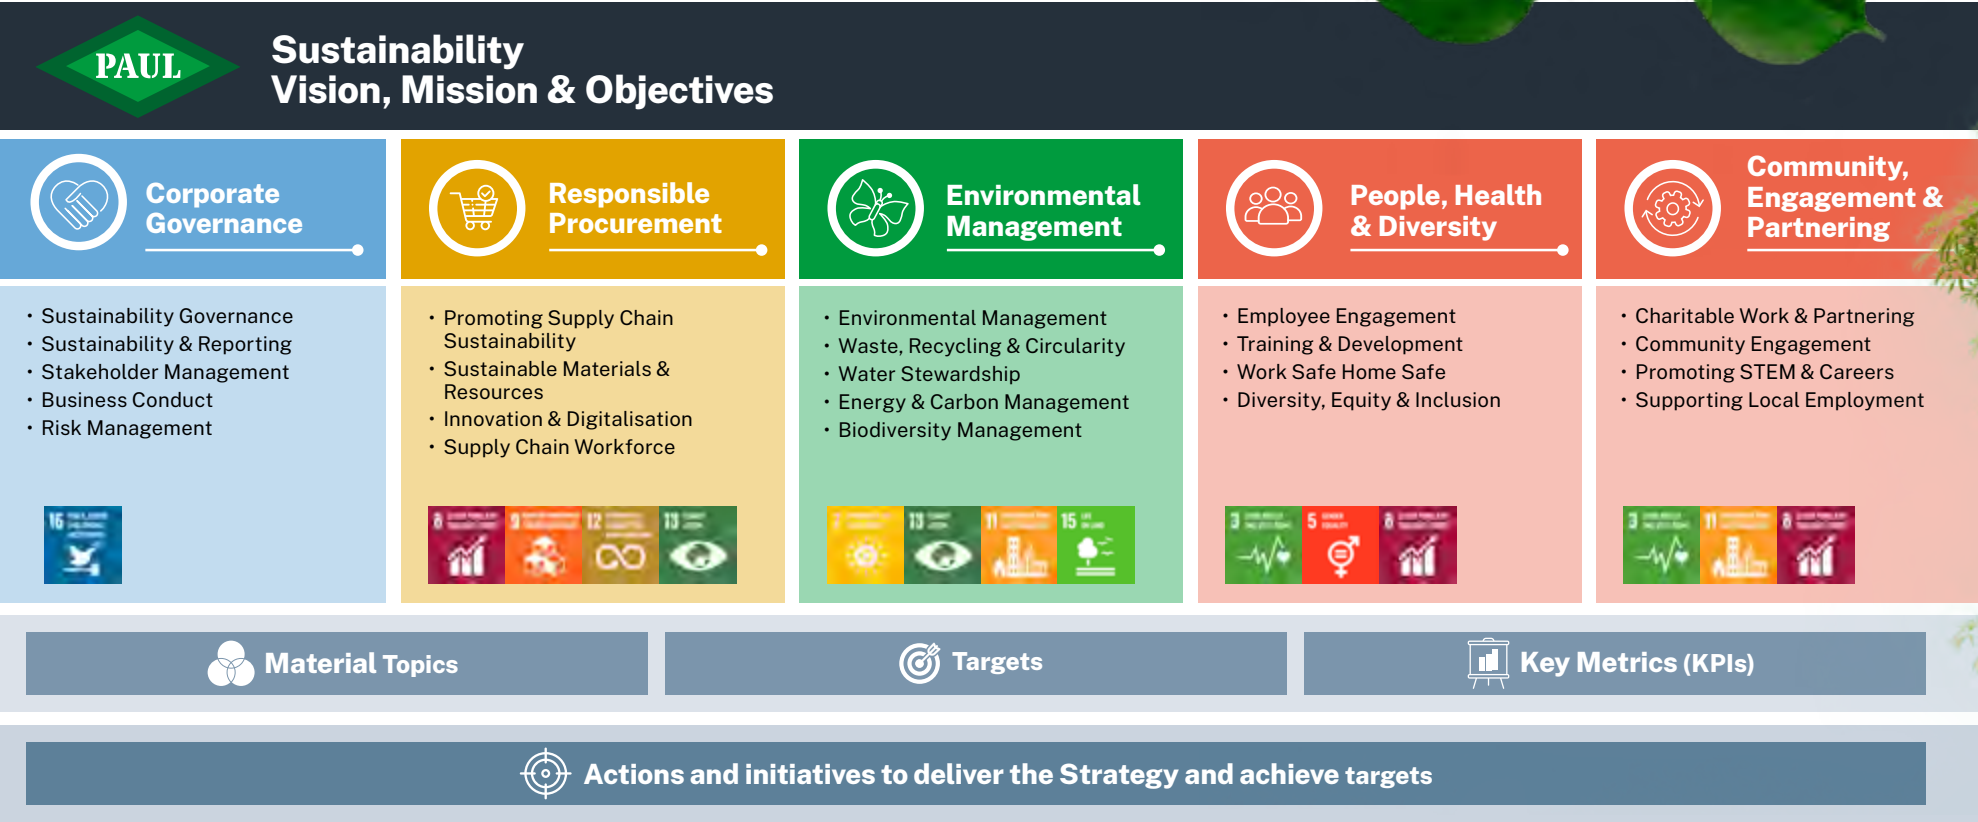 PAUL
Sustainability
Vision, Mission & Objectives
Corporate
Governance
• Sustainability Governance
• Sustainability & Reporting
• Stakeholder Management
• Business Conduct
• Risk Management
16
Responsible
Procurement
• Promoting Supply Chain
Sustainability
• Sustainable Materials &
Resources
• Innovation & Digitalisation
• Supply Chain Workforce
8
9
12
13
Environmental
Management
• Environmental Management
• Waste, Recycling & Circularity
• Water Stewardship
• Energy & Carbon Management
• Biodiversity Management
13
11
15
People, Health
& Diversity
• Employee Engagement
• Training & Development
• Work Safe Home Safe
• Diversity, Equity & Inclusion
3
5
8
Community,
Engagement &
Partnering
• Charitable Work & Partnering
• Community Engagement
• Promoting STEM & Careers
• Supporting Local Employment
3
11
8
Material Topics
Targets
Key Metrics (KPIs)
Actions and initiatives to deliver the Strategy and achieve targets